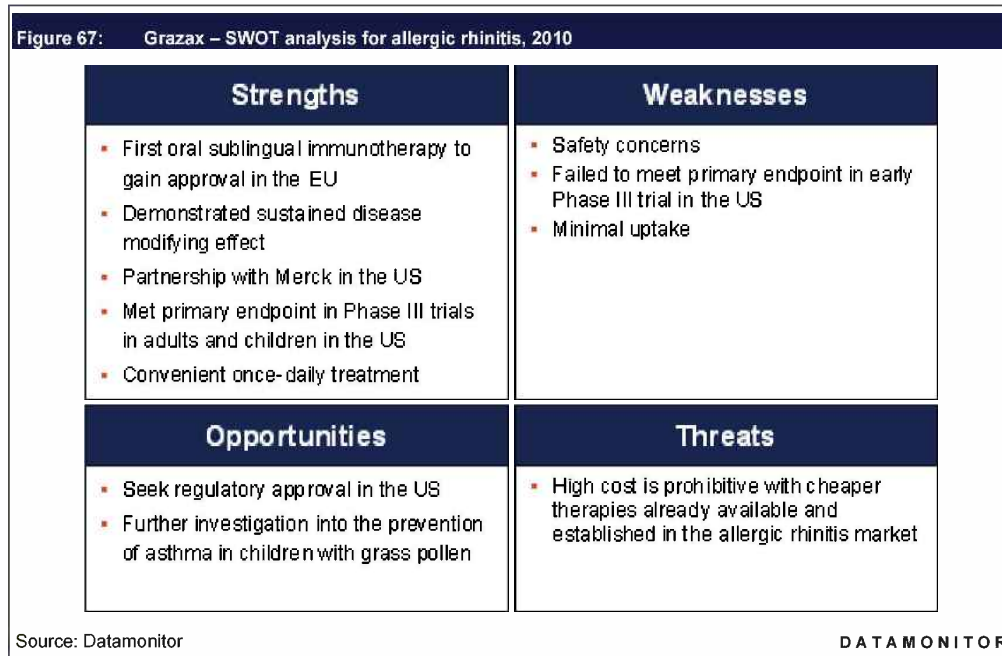 Figure 67: Grazax – SWOT analysis for allergic rhinitis, 2010
Strengths
▪ First oral sublingual immunotherapy to
gain approval in the EU
▪ Demonstrated sustained disease
modifying effect
▪ Partnership with Merck in the US
▪ Met primary endpoint in Phase III trials
in adults and children in the US
▪ Convenient once-daily treatment
Weaknesses
▪ Safety concerns
▪ Failed to meet primary endpoint in early
Phase III trial in the US
▪ Minimal uptake
Opportunities
▪ Seek regulatory approval in the US
▪ Further investigation into the prevention
of asthma in children with grass pollen
Threats
▪ High cost is prohibitive with cheaper
therapies already available and
established in the allergic rhinitis market
Source: Datamonitor
DATAMONITOR